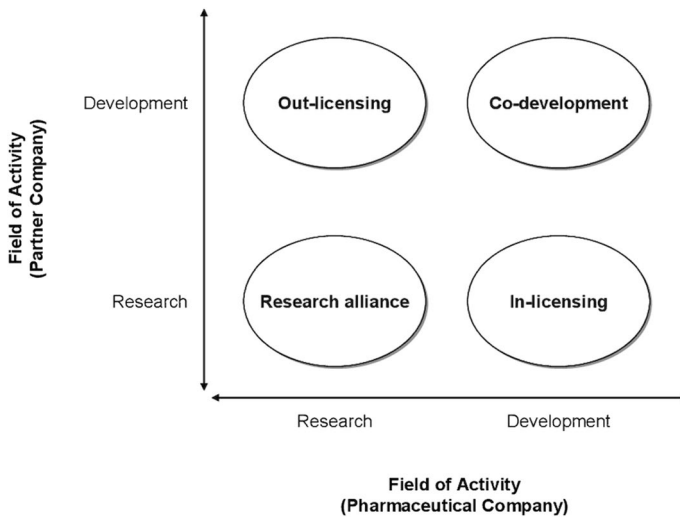 Development
Out-licensing
Co-development
Field of Activity
(Partner Company)
Research
Research alliance
In-licensing
Research
Development
Field of Activity
(Pharmaceutical Company)